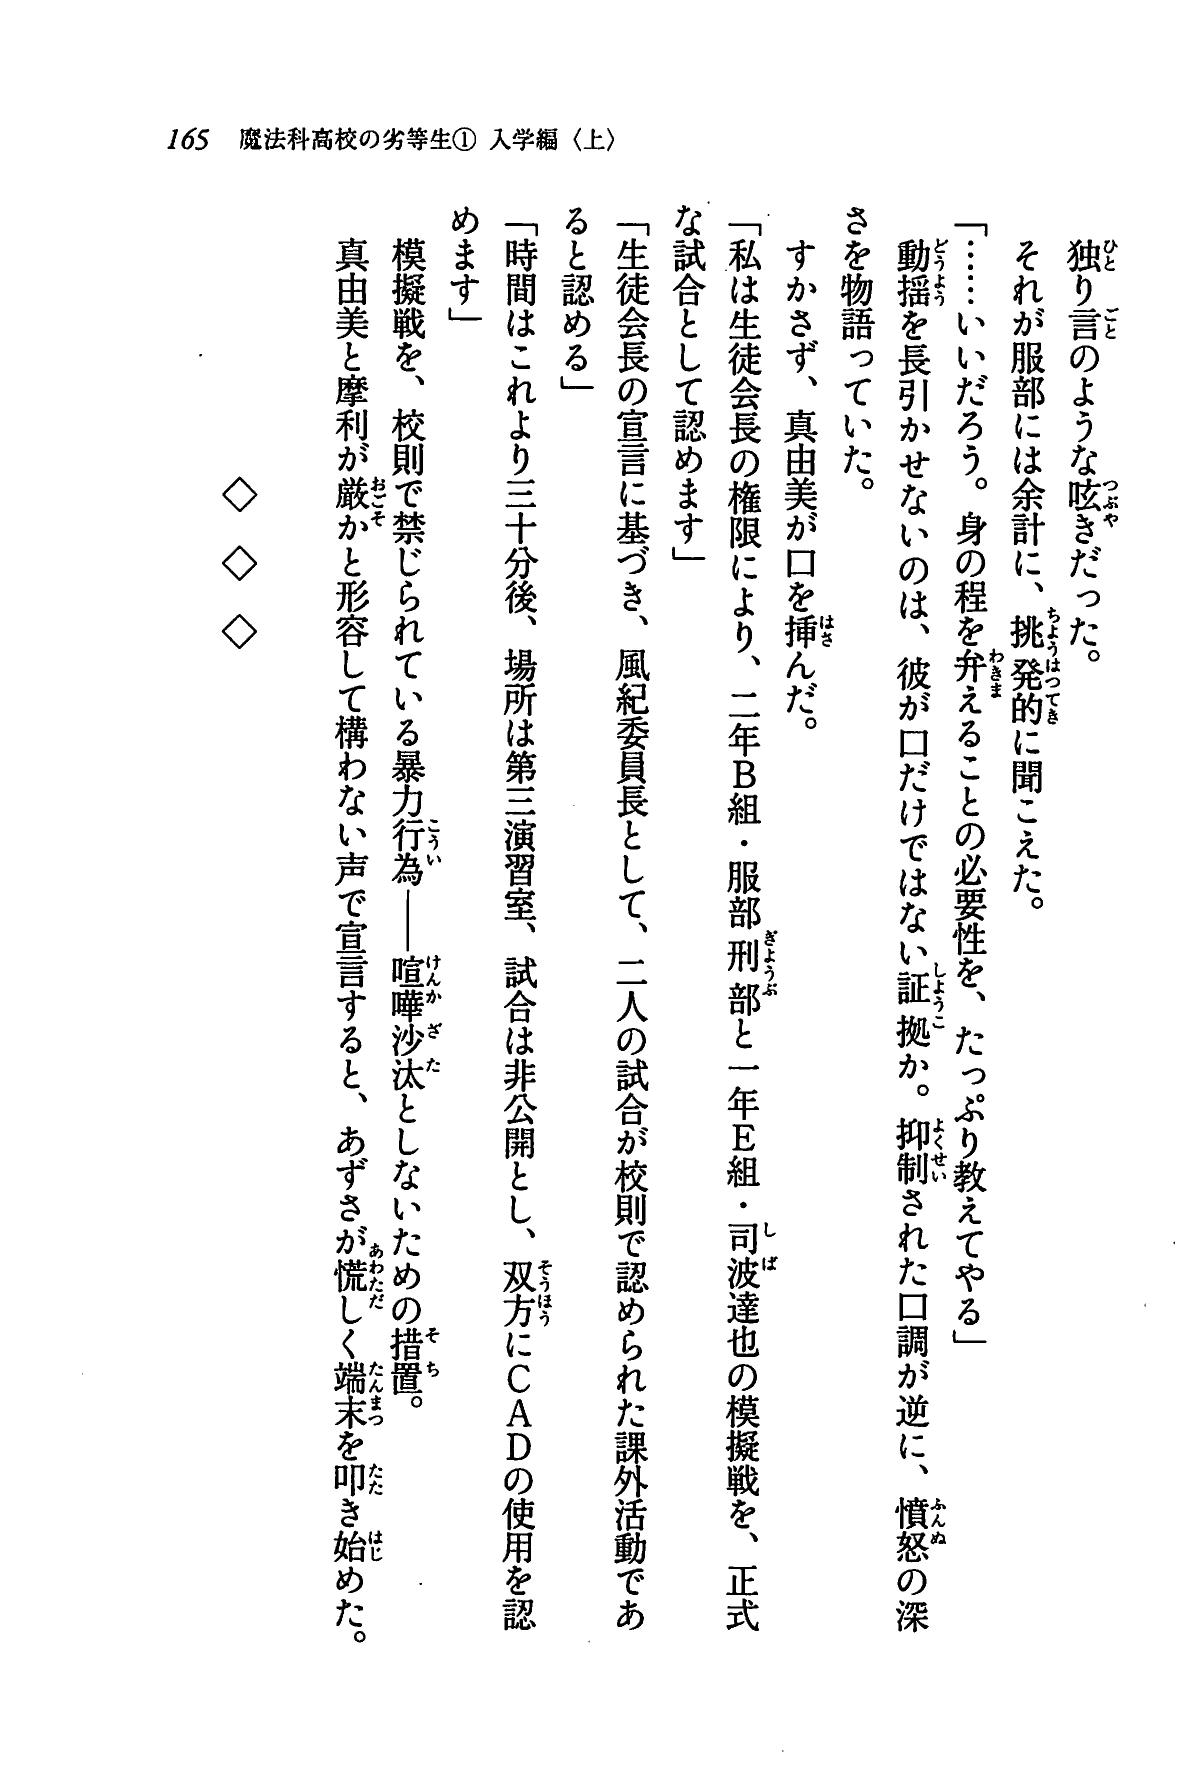 165 魔法科高校の劣等生① 入学編〈上〉
独り言のような呟きだった。
それが服部には余計に、挑発的に聞こえた。
「……いいだろう。身の程を弁えることの必要性を、たっぷり教えてやる」
動揺を長引かせないのは、彼が口だけではない証拠か。抑制された口調が逆に、憤怒の深
さを物語っていた。
すかさず、真由美が口を挿んだ。
「私は生徒会長の権限により、二年Ｂ組・服部刑部と一年Ｅ組・司波達也の模擬戦を、正式
な試合として認めます」
「生徒会長の宣言に基づき、風紀委員長として、二人の試合が校則で認められた課外活動であ
ると認める」
「時間はこれより三十分後、場所は第三演習室、試合は非公開とし、双方にＣＡＤの使用を認
めます」
模擬戦を、校則で禁じられている暴力行為――喧嘩沙汰としないための措置。
真由美と摩利が厳かと形容して構わない声で宣言すると、あずさが慌しく端末を叩き始めた。
◇ ◇ ◇